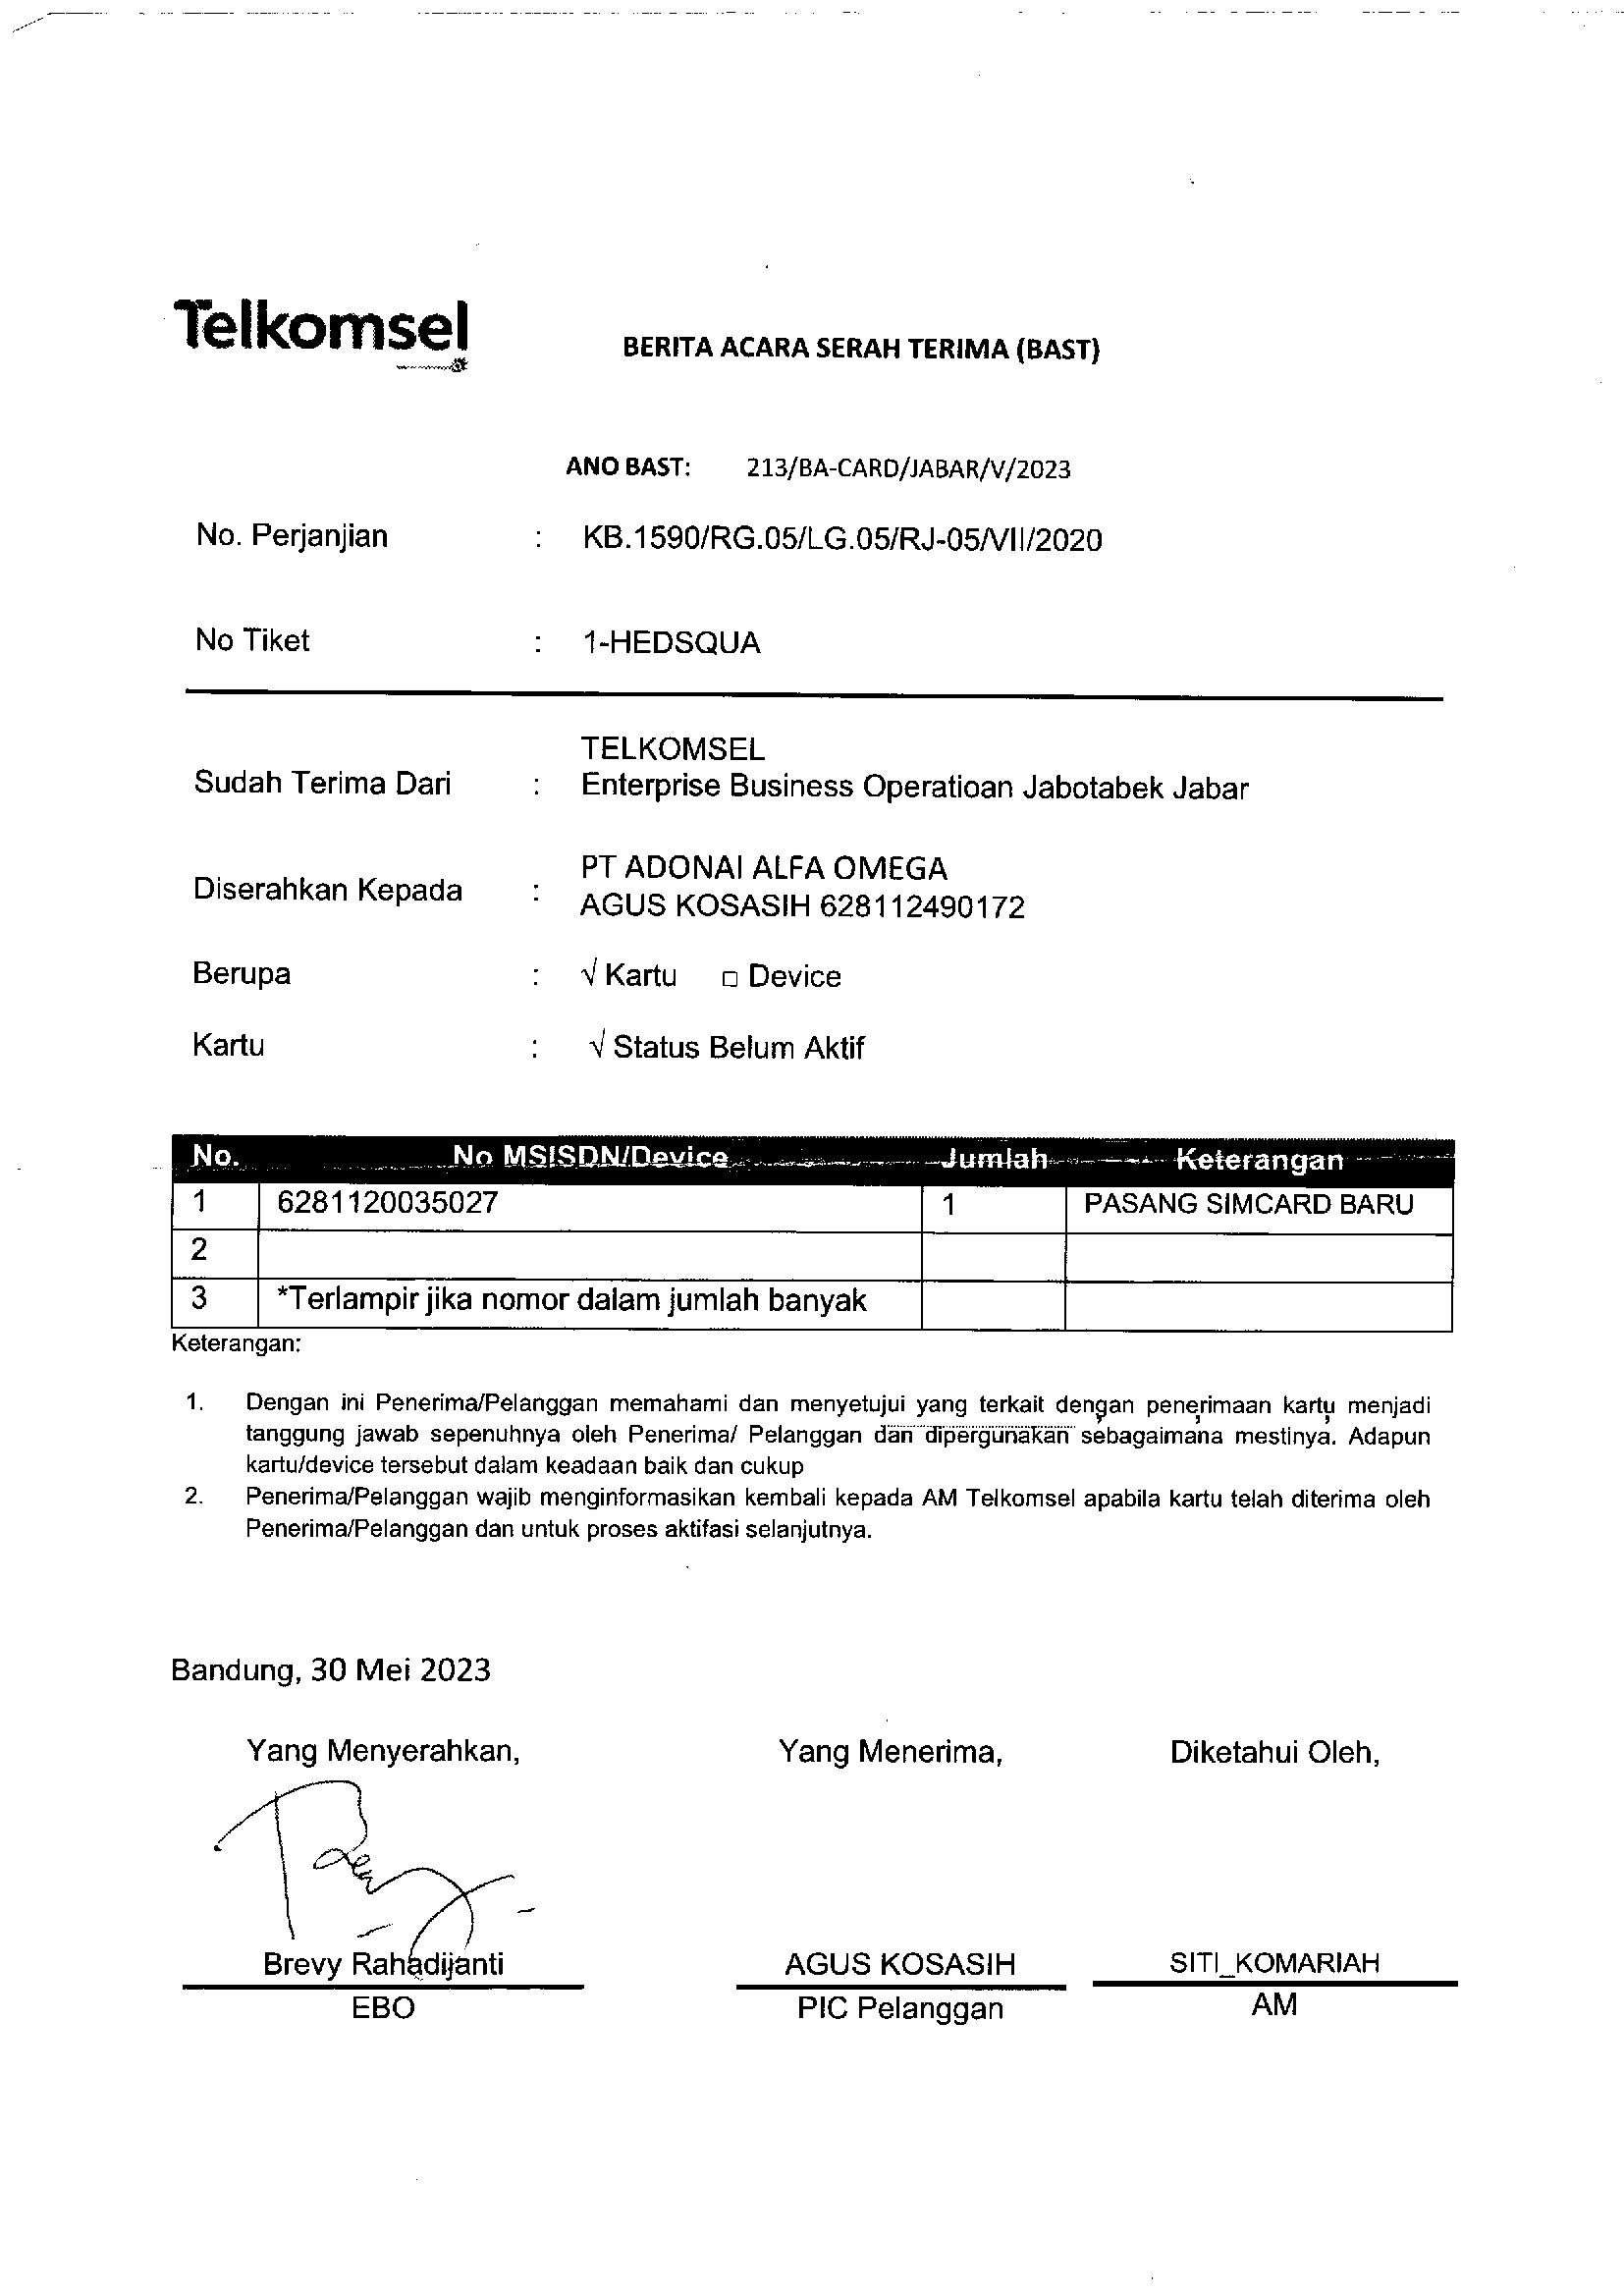 Telkomsel
BERITA ACARA SERAH TERIMA (BAST)
ANO BAST: 213/BA-CARD/JABAR/V/2023
No. Perjanjian : KB.1590/RG.05/LG.05/RJ-05/VII/2020
No Tiket : 1-HEDSQUA
TELKOMSEL
Sudah Terima Dari : Enterprise Business Operatioan Jabotabek Jabar
PT ADONAI ALFA OMEGA
Diserahkan Kepada : AGUS KOSASIH 628112490172
Berupa : √ Kartu □ Device
Kartu : √ Status Belum Aktif
No. No MSISDN/Device Jumlah Keterangan
1 6281120035027 1 PASANG SIMCARD BARU
2
3 *Terlampir jika nomor dalam jumlah banyak
Keterangan:
1. Dengan ini Penerima/Pelanggan memahami dan menyetujui yang terkait dengan penerimaan kartu menjadi
tanggung jawab sepenuhnya oleh Penerima/ Pelanggan dan dipergunakan sebagaimana mestinya. Adapun
kartu/device tersebut dalam keadaan baik dan cukup
2. Penerima/Pelanggan wajib menginformasikan kembali kepada AM Telkomsel apabila kartu telah diterima oleh
Penerima/Pelanggan dan untuk proses aktifasi selanjutnya.
Bandung, 30 Mei 2023
Yang Menyerahkan, Yang Menerima, Diketahui Oleh,
Brevy Rahadijanti AGUS KOSASIH SITI_KOMARIAH
EBO PIC Pelanggan AM